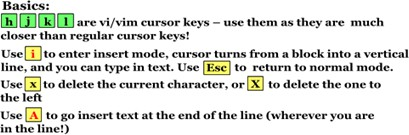 Basics:
h j k l are vi/vim cursor keys – use them as they are much
closer than regular cursor keys!
Use i to enter insert mode, cursor turns from a block into a vertical
line, and you can type in text. Use Esc to return to normal mode.
Use x to delete the current character, or X to delete the one to
the left
Use A to go insert text at the end of the line (wherever you are
in the line!)